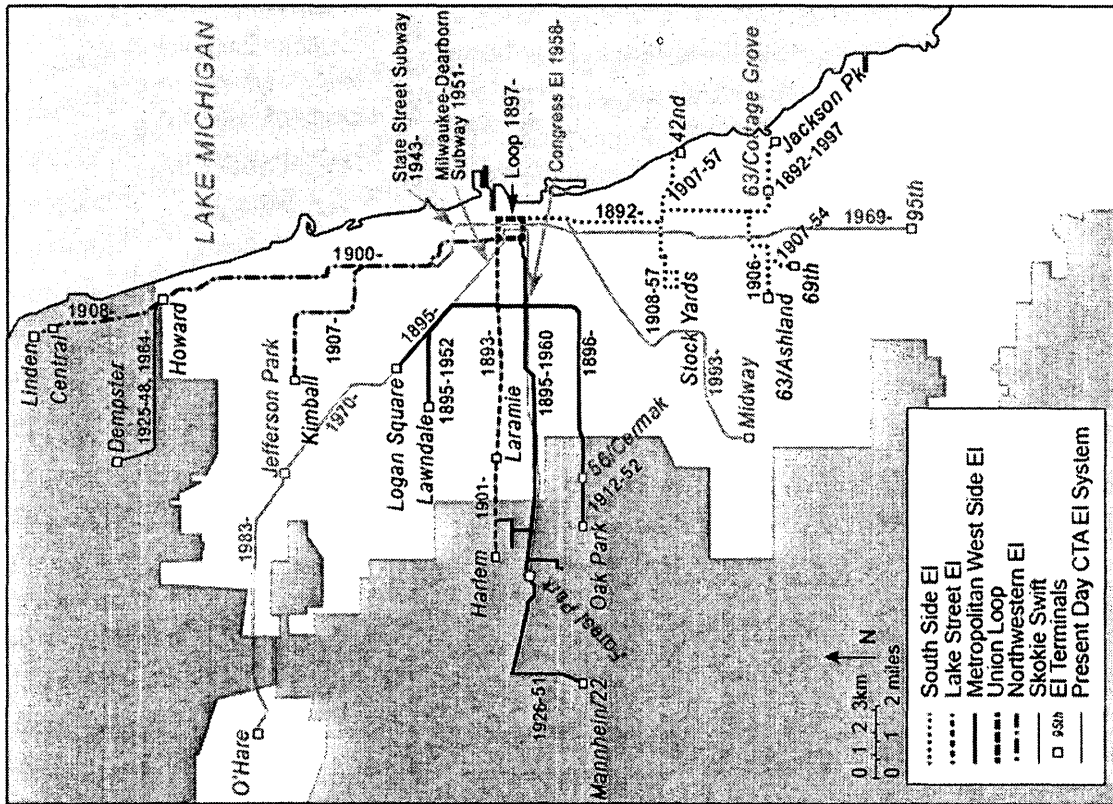 LAKE MICHIGAN
Linden
Central
1908-
Dempster
1925-48, 1964-
Howard
1900-
State Street Subway
1943-
Milwaukee-Dearborn
Subway 1951-
Loop 1897-
Congress El 1958-
Jefferson Park
Kimball
1907-
1970-
1983-
O'Hare
Logan Square
1895-
Lawndale
1895-1952
1893-
Laramie
1901-
Harlem
1895-1960
1896-
56/Cermak
1912-52
Oak Park
Forest Park
1926-51
Mannheim/22
1892-
42nd
1907-57
63/Cottage Grove
Jackson Pk
1892-1997
1969-
95th
1907-54
69th
1906-
63/Ashland
1908-57
Stock Yards
1993-
Midway
N
0 1 2 3km
0 1 2 miles
South Side El
Lake Street El
Metropolitan West Side El
Union Loop
Northwestern El
Skokie Swift
95th El Terminals
Present Day CTA El System